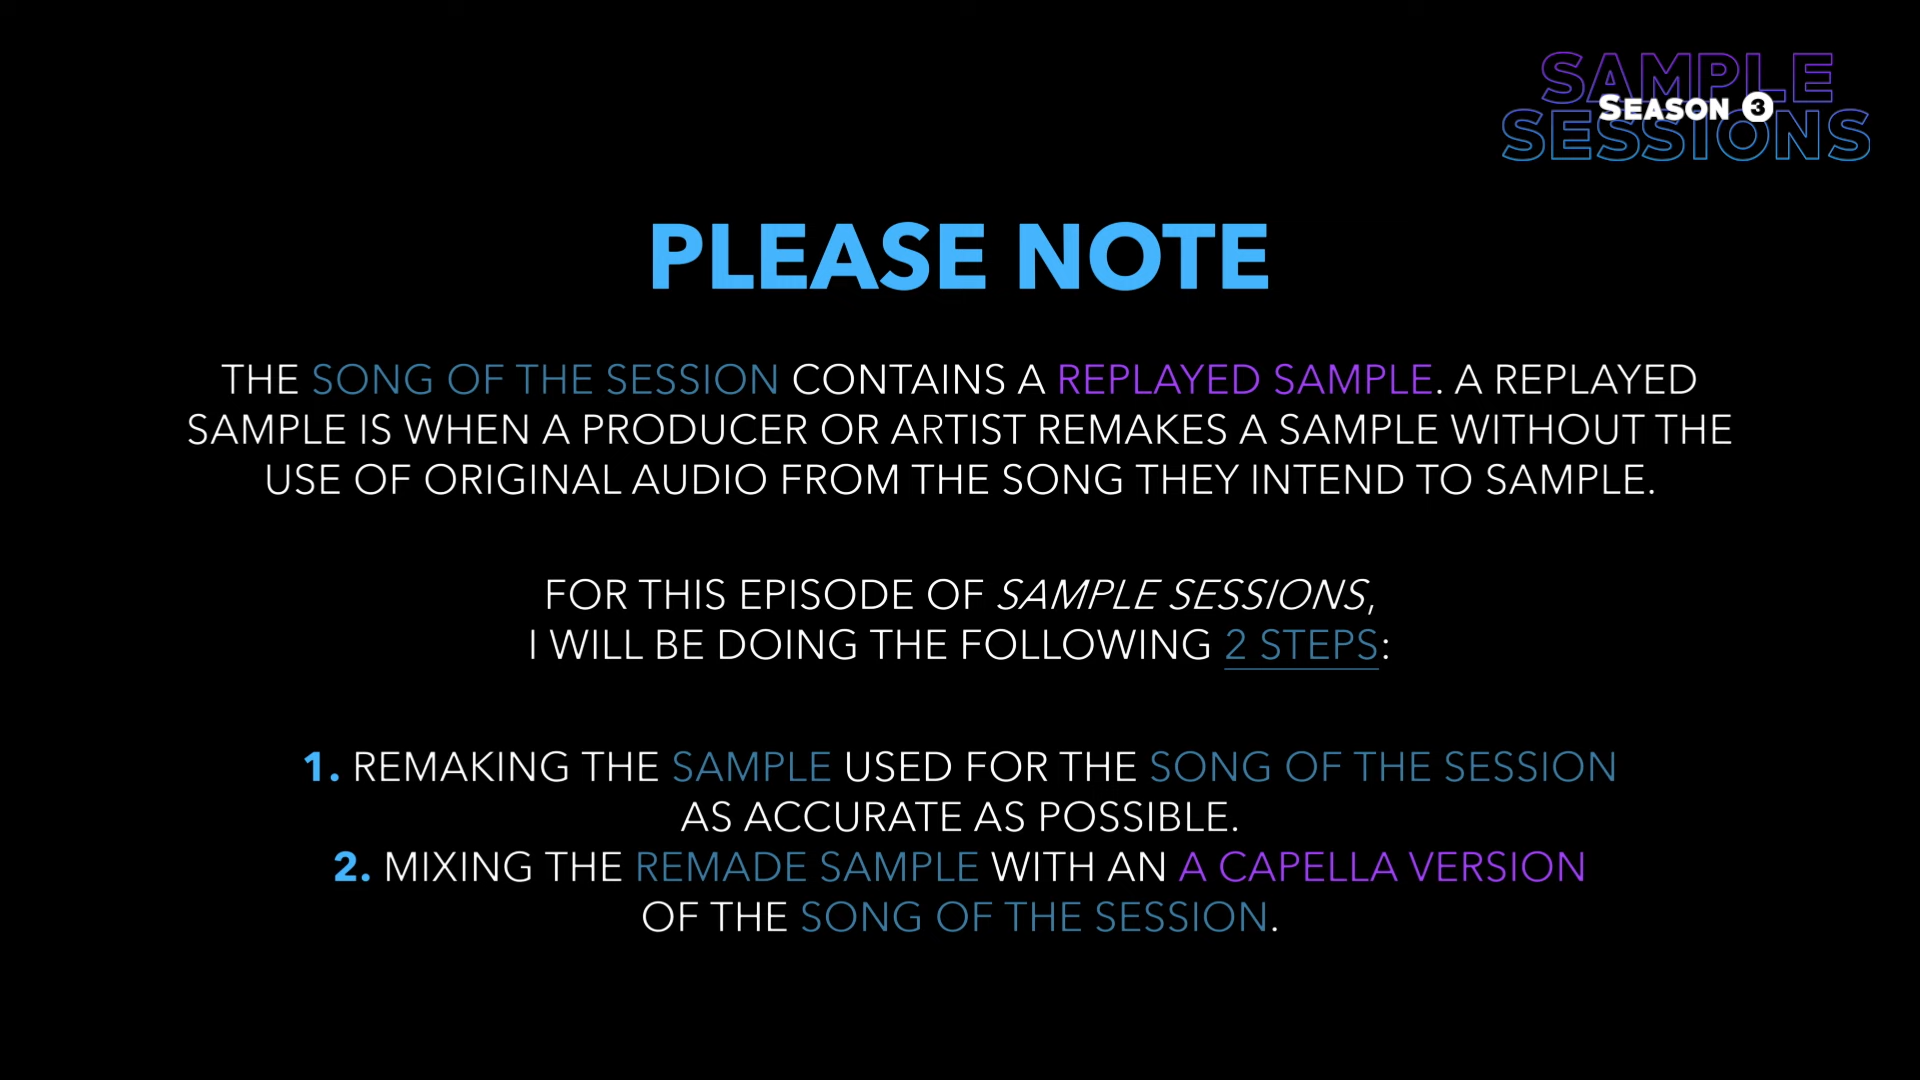 SAMPLE
SEASON 3
SESSIONS
PLEASE NOTE
THE SONG OF THE SESSION CONTAINS A REPLAYED SAMPLE. A REPLAYED
SAMPLE IS WHEN A PRODUCER OR ARTIST REMAKES A SAMPLE WITHOUT THE
USE OF ORIGINAL AUDIO FROM THE SONG THEY INTEND TO SAMPLE.
FOR THIS EPISODE OF SAMPLE SESSIONS,
I WILL BE DOING THE FOLLOWING 2 STEPS:
1. REMAKING THE SAMPLE USED FOR THE SONG OF THE SESSION
AS ACCURATE AS POSSIBLE.
2. MIXING THE REMADE SAMPLE WITH AN A CAPELLA VERSION
OF THE SONG OF THE SESSION.